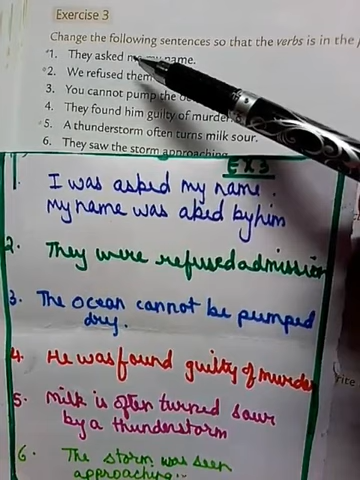 Exercise 3
Change the following sentences so that the verbs is in the
1. They asked my name.
2. We refused them
3. You cannot pump the
4. They found him guilty of murder
5. A thunderstorm often turns milk sour.
6. They saw the storm approaching
EX3
1. I was asked my name.
My name was aked by him
2. They were refused admission
3. The ocean cannot be pumped
dry.
4. He was found guilty of murder
5. Milk is often turned sour
by a thunderstorm
6. The storm was seen
approaching..